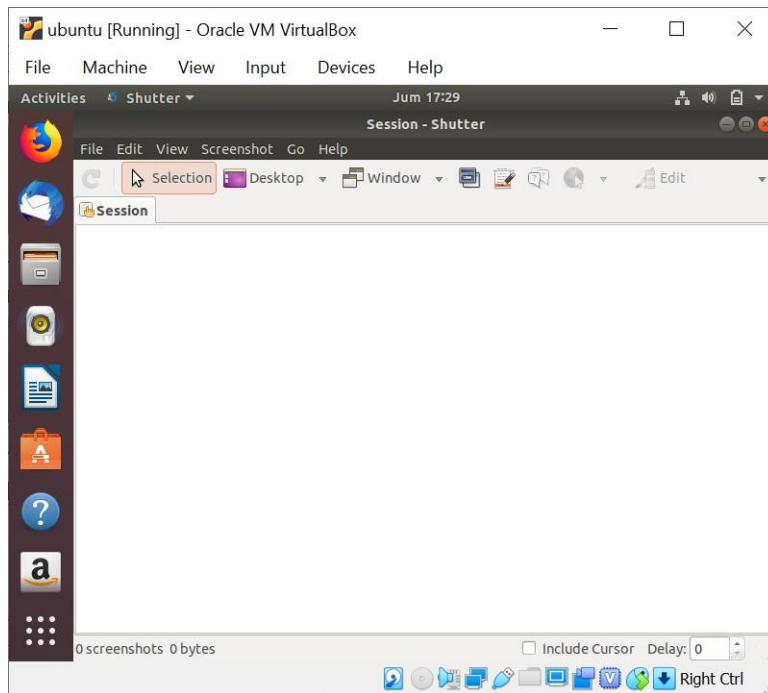 ubuntu [Running] - Oracle VM VirtualBox
File Machine View Input Devices Help
Activities Shutter Jum 17:29
Session - Shutter
File Edit View Screenshot Go Help
Selection Desktop Window Edit
Session
0 screenshots 0 bytes Include Cursor Delay: 0
Right Ctrl